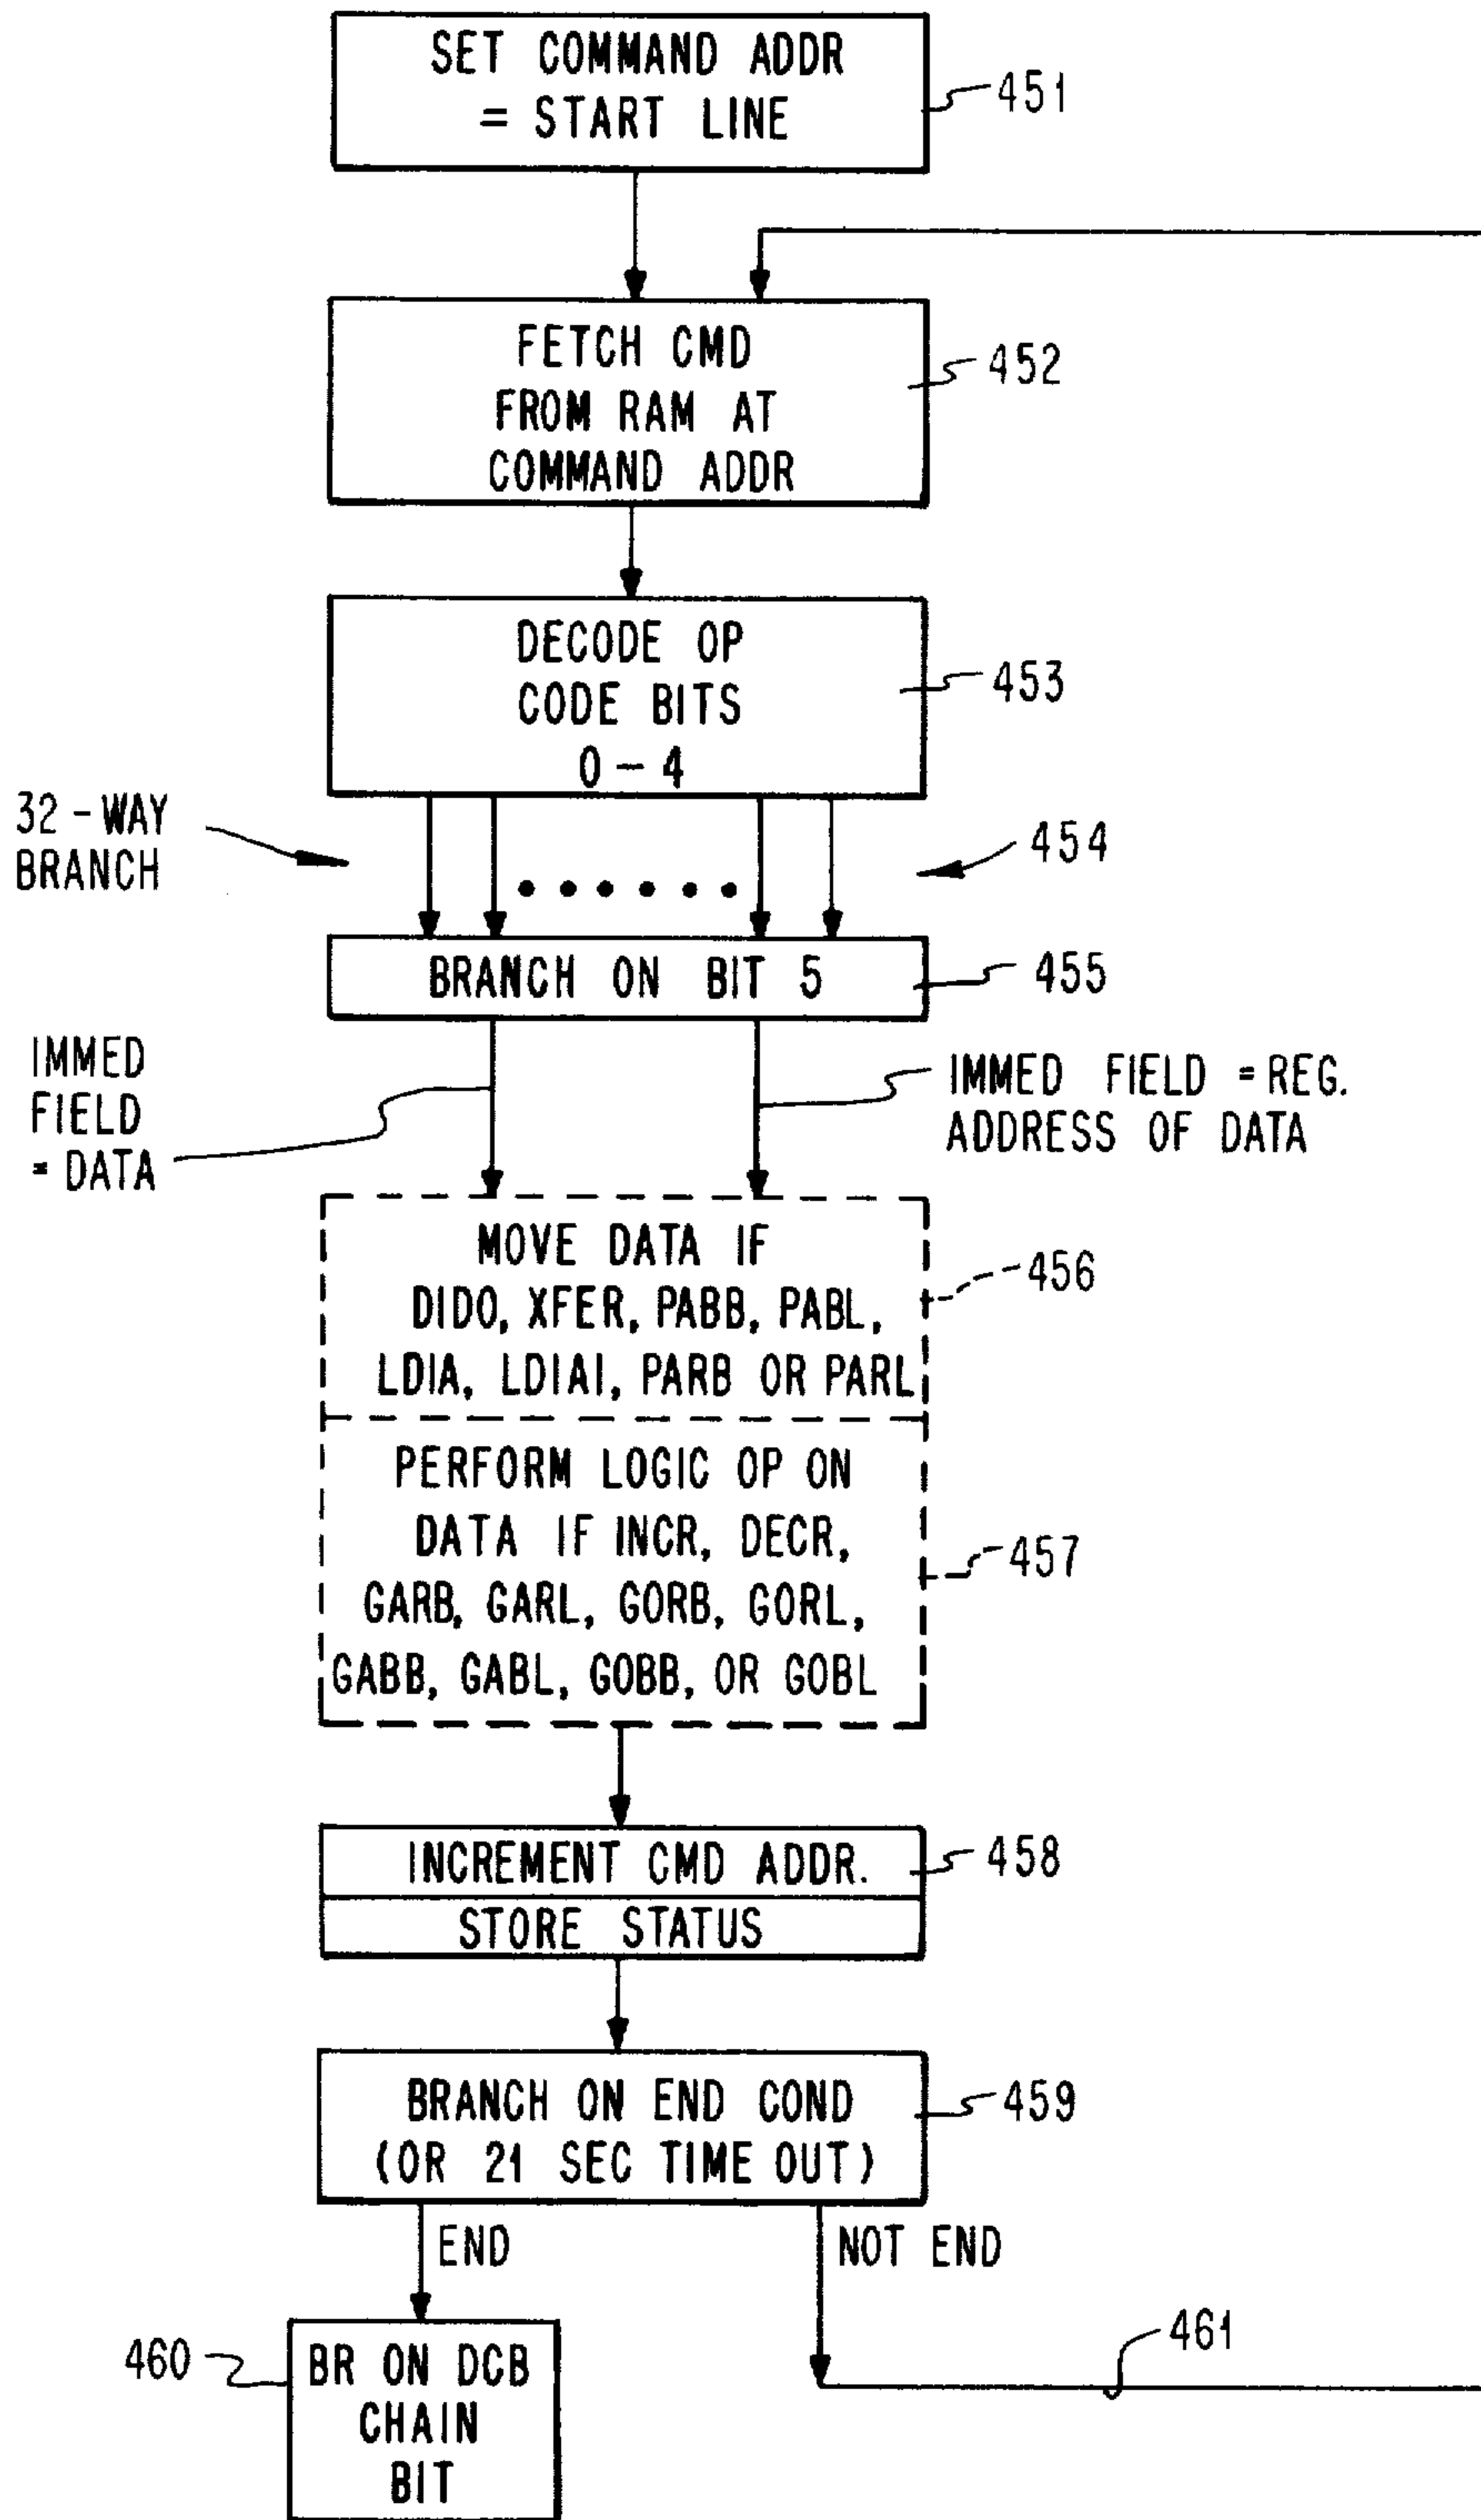 SET COMMAND ADDR
= START LINE
451
FETCH CMD
FROM RAM AT
COMMAND ADDR
452
DECODE OP
CODE BITS
0-4
453
32-WAY
BRANCH
454
BRANCH ON BIT 5
455
IMMED
FIELD
= DATA
IMMED FIELD = REG.
ADDRESS OF DATA
MOVE DATA IF
DIDO, XFER, PABB, PABL,
LDIA, LDIAI, PARB OR PARL
456
PERFORM LOGIC OP ON
DATA IF INCR, DECR,
GARB, GARL, GORB, GORL,
GABB, GABL, GOBB, OR GOBL
457
INCREMENT CMD ADDR.
458
STORE STATUS
BRANCH ON END COND
(OR 21 SEC TIME OUT)
459
END
NOT END
460
BR ON DCB
CHAIN
BIT
461